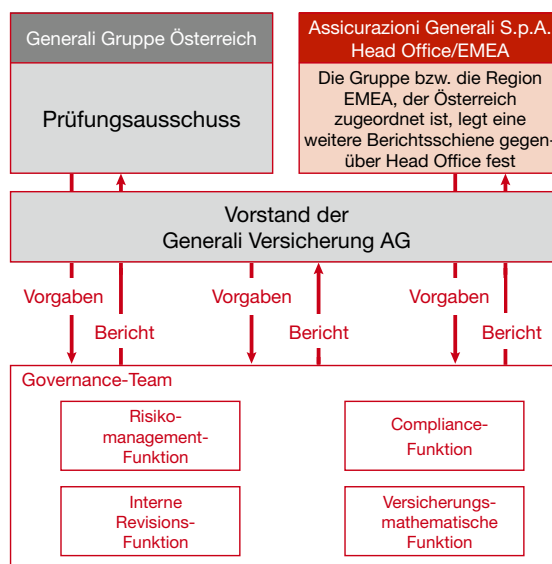 Generali Gruppe Österreich
Prüfungsausschuss
Assicurazioni Generali S.p.A.
Head Office/EMEA
Die Gruppe bzw. die Region
EMEA, der Österreich
zugeordnet ist, legt eine
weitere Berichtsschiene gegen-
über Head Office fest
Vorstand der
Generali Versicherung AG
Vorgaben
Bericht
Vorgaben
Bericht
Vorgaben
Bericht
Governance-Team
Risiko-
management-
Funktion
Compliance-
Funktion
Interne
Revisions-
Funktion
Versicherungs-
mathematische
Funktion